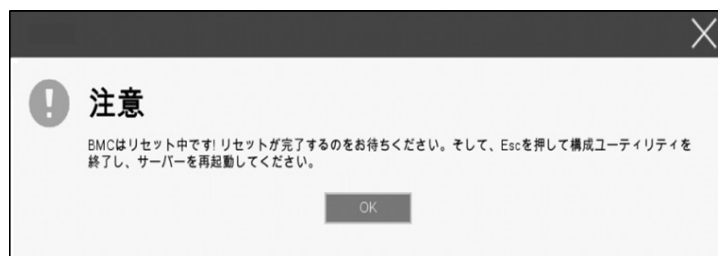 注意
BMCはリセット中です! リセットが完了するのをお待ちください。そして、Escを押して構成ユーティリティを
終了し、サーバーを再起動してください。
OK